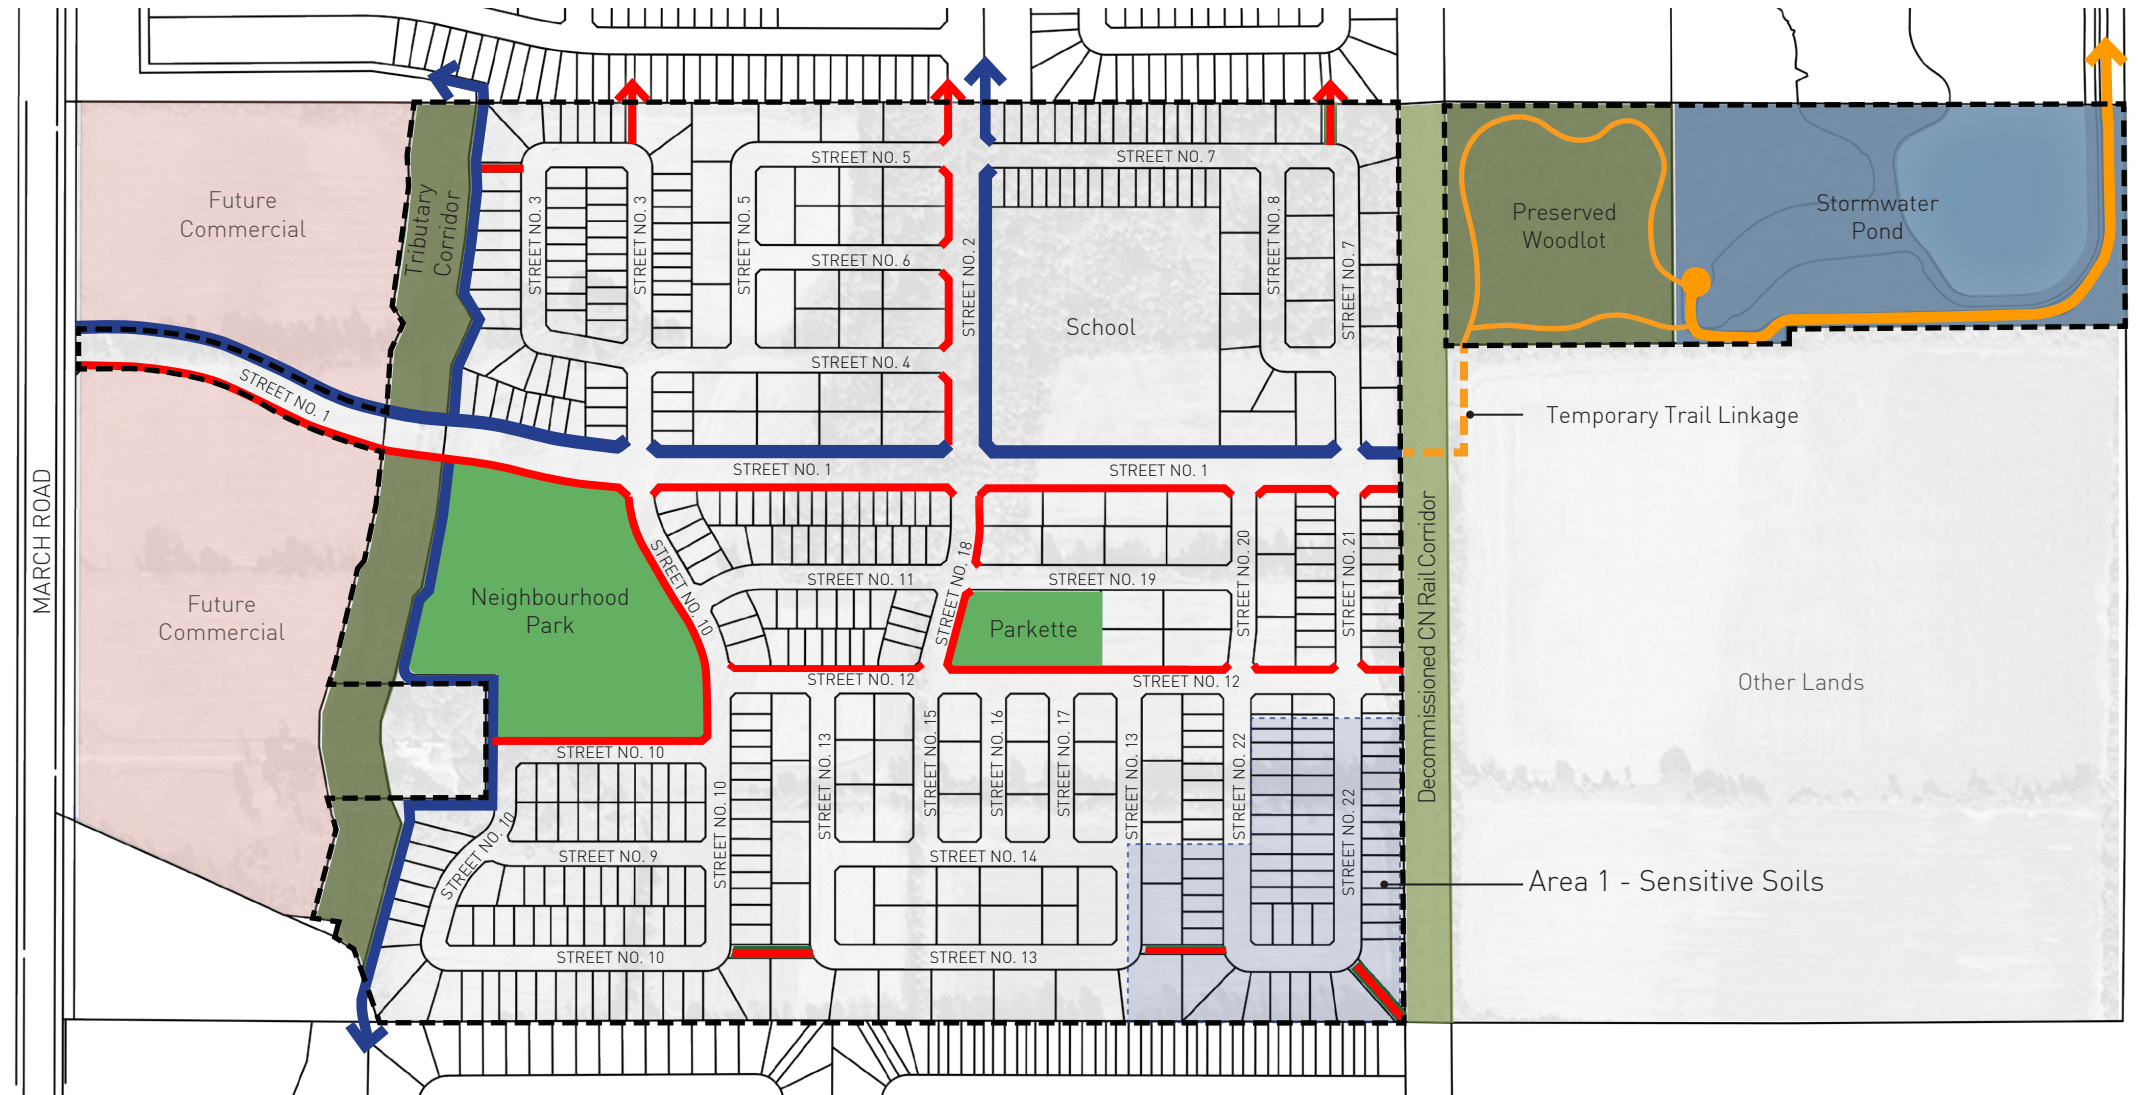 STREET NO. 5
STREET NO. 7
Future
Commercial
Tributary
Corridor
STREET NO. 3
STREET NO. 3
STREET NO. 5
STREET NO. 6
STREET NO. 2
STREET NO. 8
STREET NO. 7
Preserved
Woodlot
Stormwater
Pond
School
STREET NO. 4
STREET NO. 1
Temporary Trail Linkage
STREET NO. 1
STREET NO. 1
MARCH ROAD
Future
Commercial
Neighbourhood
Park
STREET NO. 10
STREET NO. 11
STREET NO. 18
STREET NO. 19
STREET NO. 20
STREET NO. 21
Parkette
Decommissioned CN Rail Corridor
Other Lands
STREET NO. 12
STREET NO. 12
STREET NO. 10
STREET NO. 10
STREET NO. 13
STREET NO. 15
STREET NO. 16
STREET NO. 17
STREET NO. 13
STREET NO. 22
STREET NO. 22
STREET NO. 10
STREET NO. 9
STREET NO. 14
Area 1 - Sensitive Soils
STREET NO. 10
STREET NO. 13